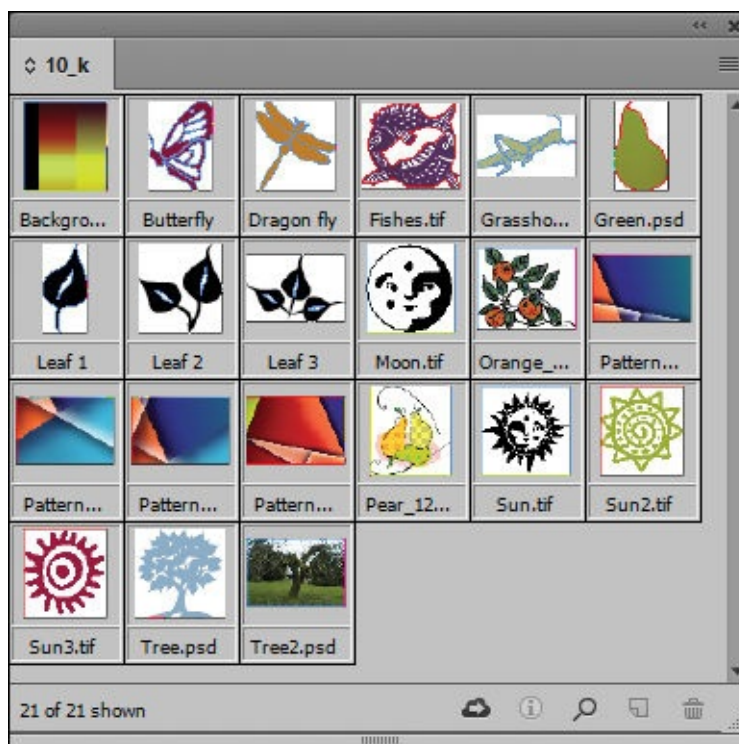 10_k
Backgro... Butterfly Dragon fly Fishes.tif Grassho... Green.psd
Leaf 1 Leaf 2 Leaf 3 Moon.tif Orange_... Pattern...
Pattern... Pattern... Pattern... Pear_12... Sun.tif Sun2.tif
Sun3.tif Tree.psd Tree2.psd
21 of 21 shown